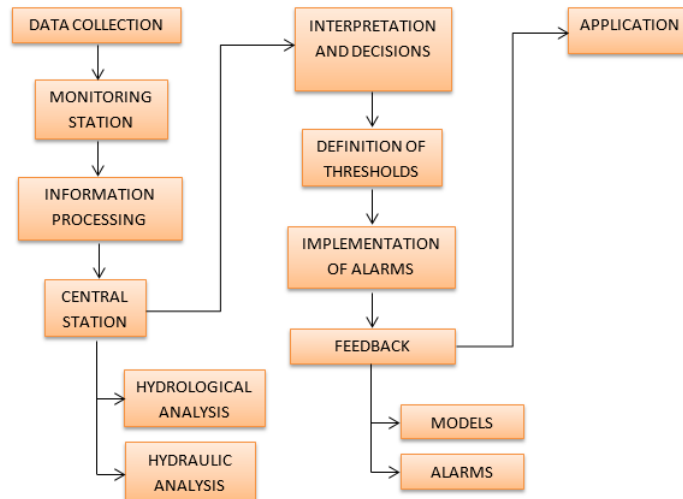 DATA COLLECTION
MONITORING
STATION
INFORMATION
PROCESSING
CENTRAL
STATION
HYDROLOGICAL
ANALYSIS
HYDRAULIC
ANALYSIS
INTERPRETATION
AND DECISIONS
DEFINITION OF
THRESHOLDS
IMPLEMENTATION
OF ALARMS
FEEDBACK
MODELS
ALARMS
APPLICATION